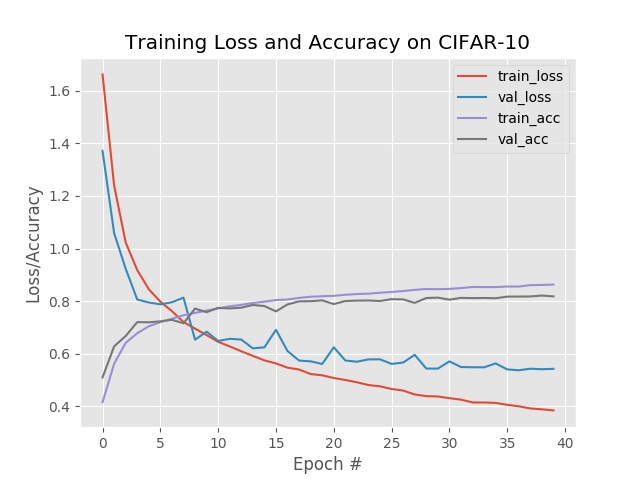 Training Loss and Accuracy on CIFAR-10
train_loss
val_loss
train_acc
val_acc
Loss/Accuracy
1.6
1.4
1.2
1.0
0.8
0.6
0.4
0 5 10 15 20 25 30 35 40
Epoch #